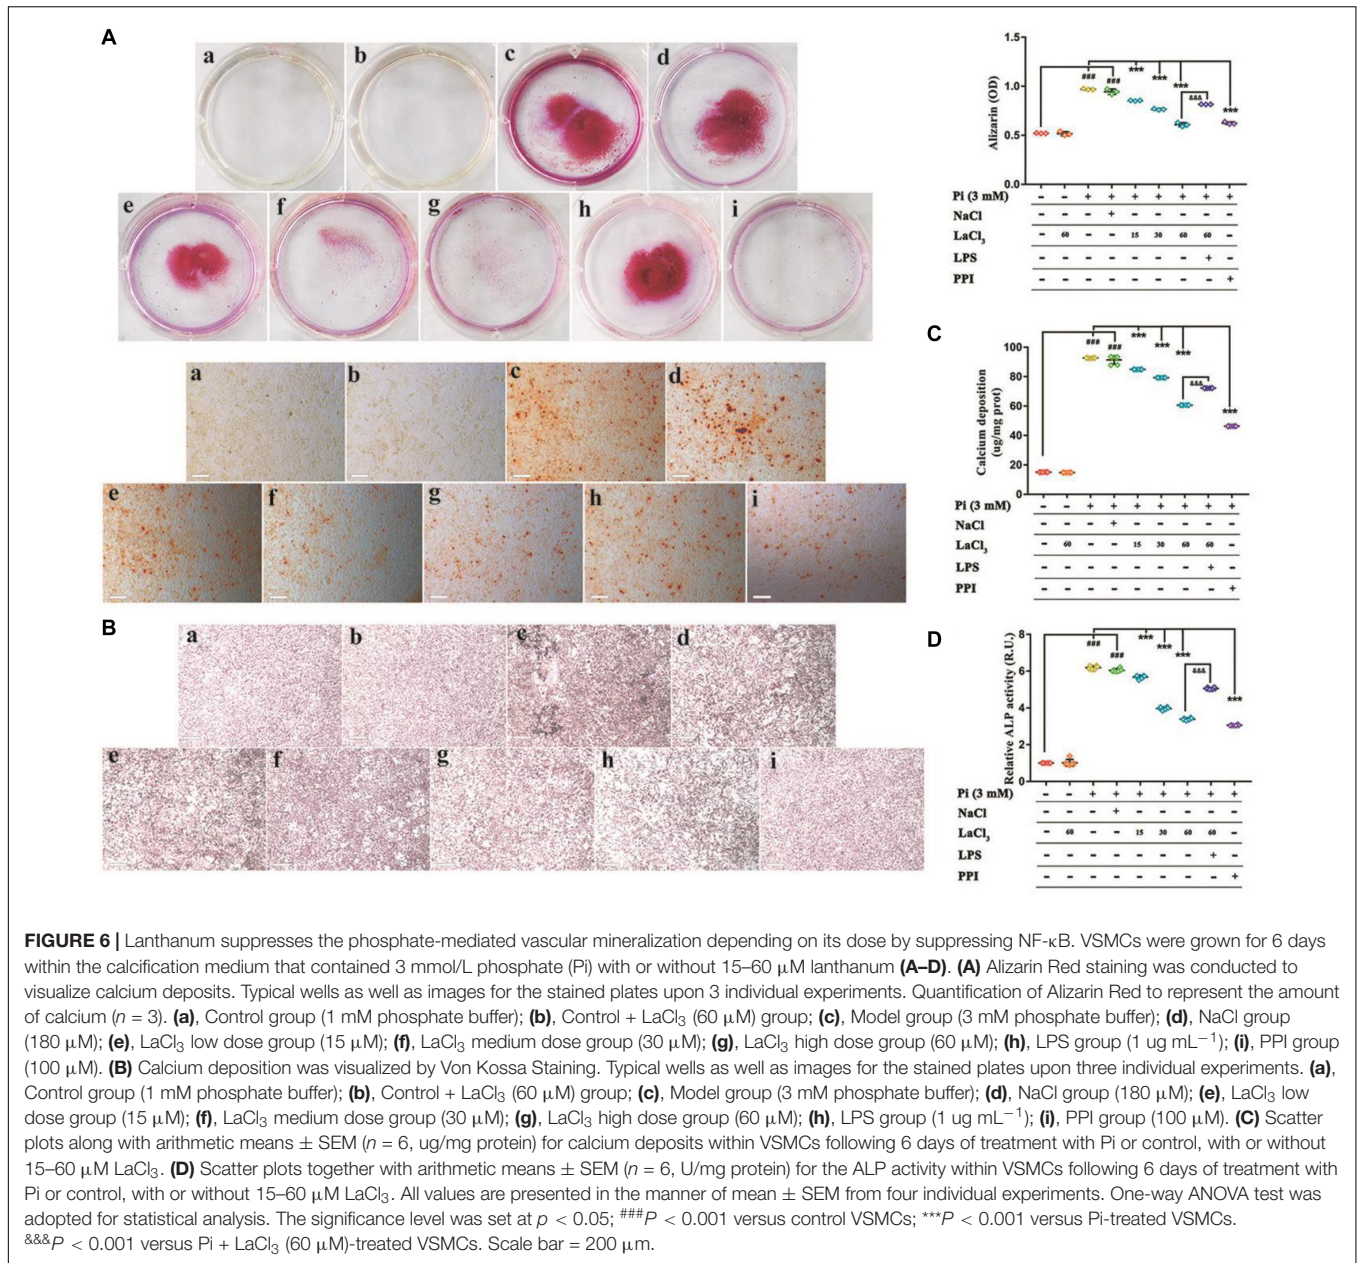 A
a
b
c
d
e
f
g
h
i
a
b
c
d
e
f
g
h
i
B
a
b
c
d
e
f
g
h
i
Alizarin (OD)
1.5
1.0
0.5
0.0
### ### *** *** *** &&& ***
Pi (3 mM) – – + + + + + + +
NaCl – – – + – – – – –
LaCl3 – 60 – – 15 30 60 60 –
LPS – – – – – – – + –
PPI – – – – – – – – +
C
Calcium deposition
(ug/mg prot)
100
80
60
40
20
0
### ### *** *** *** &&& ***
Pi (3 mM) – – + + + + + + +
NaCl – – – + – – – – –
LaCl3 – 60 – – 15 30 60 60 –
LPS – – – – – – – + –
PPI – – – – – – – – +
D
Relative ALP activity (R.U.)
8
6
4
2
0
### ### *** *** *** &&& ***
Pi (3 mM) – – + + + + + + +
NaCl – – – + – – – – –
LaCl3 – 60 – – 15 30 60 60 –
LPS – – – – – – – + –
PPI – – – – – – – – +
FIGURE 6 | Lanthanum suppresses the phosphate-mediated vascular mineralization depending on its dose by suppressing NF-κB. VSMCs were grown for 6 days
within the calcification medium that contained 3 mmol/L phosphate (Pi) with or without 15–60 μM lanthanum (A–D). (A) Alizarin Red staining was conducted to
visualize calcium deposits. Typical wells as well as images for the stained plates upon 3 individual experiments. Quantification of Alizarin Red to represent the amount
of calcium (n = 3). (a), Control group (1 mM phosphate buffer); (b), Control + LaCl3 (60 μM) group; (c), Model group (3 mM phosphate buffer); (d), NaCl group
(180 μM); (e), LaCl3 low dose group (15 μM); (f), LaCl3 medium dose group (30 μM); (g), LaCl3 high dose group (60 μM); (h), LPS group (1 ug mL−1); (i), PPI group
(100 μM). (B) Calcium deposition was visualized by Von Kossa Staining. Typical wells as well as images for the stained plates upon three individual experiments. (a),
Control group (1 mM phosphate buffer); (b), Control + LaCl3 (60 μM) group; (c), Model group (3 mM phosphate buffer); (d), NaCl group (180 μM); (e), LaCl3 low
dose group (15 μM); (f), LaCl3 medium dose group (30 μM); (g), LaCl3 high dose group (60 μM); (h), LPS group (1 ug mL−1); (i), PPI group (100 μM). (C) Scatter
plots along with arithmetic means ± SEM (n = 6, ug/mg protein) for calcium deposits within VSMCs following 6 days of treatment with Pi or control, with or without
15–60 μM LaCl3. (D) Scatter plots together with arithmetic means ± SEM (n = 6, U/mg protein) for the ALP activity within VSMCs following 6 days of treatment with
Pi or control, with or without 15–60 μM LaCl3. All values are presented in the manner of mean ± SEM from four individual experiments. One-way ANOVA test was
adopted for statistical analysis. The significance level was set at p < 0.05; ###P < 0.001 versus control VSMCs; ***P < 0.001 versus Pi-treated VSMCs.
&&&P < 0.001 versus Pi + LaCl3 (60 μM)-treated VSMCs. Scale bar = 200 μm.